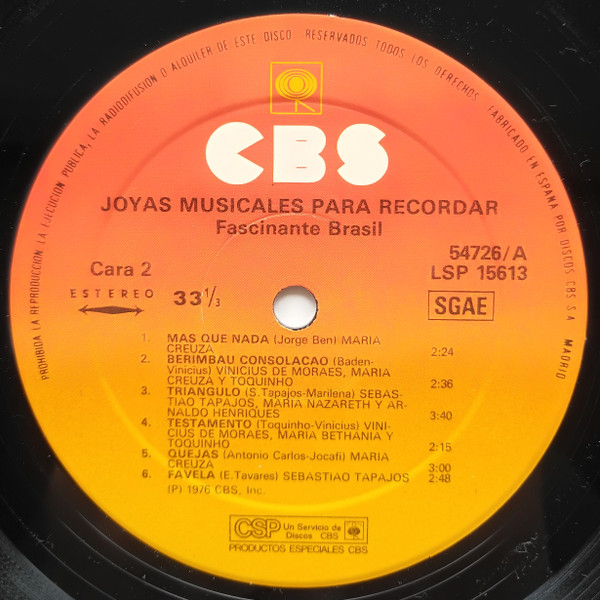 PROHIBIDA LA REPRODUCCION LA EJECUCION PUBLICA, LA RADIODIFUSION O ALQUILER DE ESTE DISCO RESERVADOS TODOS LOS DERECHOS FABRICADO EN ESPAÑA POR DISCOS CBS S.A. MADRID
CBS
JOYAS MUSICALES PARA RECORDAR
Fascinante Brasil
54726/A
Cara 2
LSP 15613
ESTEREO
33 1/3
SGAE
1. MAS QUE NADA (Jorge Ben) MARIA
CREUZA 2:24
2. BERIMBAU CONSOLACAO (Baden-
Vinicius) VINICIUS DE MORAES, MARIA
CREUZA Y TOQUINHO 2:36
3. TRIANGULO (S.Tapajos-Marilena) SEBAS-
TIAO TAPAJOS, MARIA NAZARETH Y AR-
NALDO HENRIQUES 3:40
4. TESTAMENTO (Toquinho-Vinicius) VINI-
CIUS DE MORAES, MARIA BETHANIA Y
TOQUINHO 2:15
5. QUEJAS (Antonio Carlos-Jocafi) MARIA
CREUZA 3:00
6. FAVELA (E.Tavares) SEBASTIAO TAPAJOS 2:48
(P) 1976 CBS, Inc.
CSP Un Servicio de
Discos CBS
PRODUCTOS ESPECIALES CBS